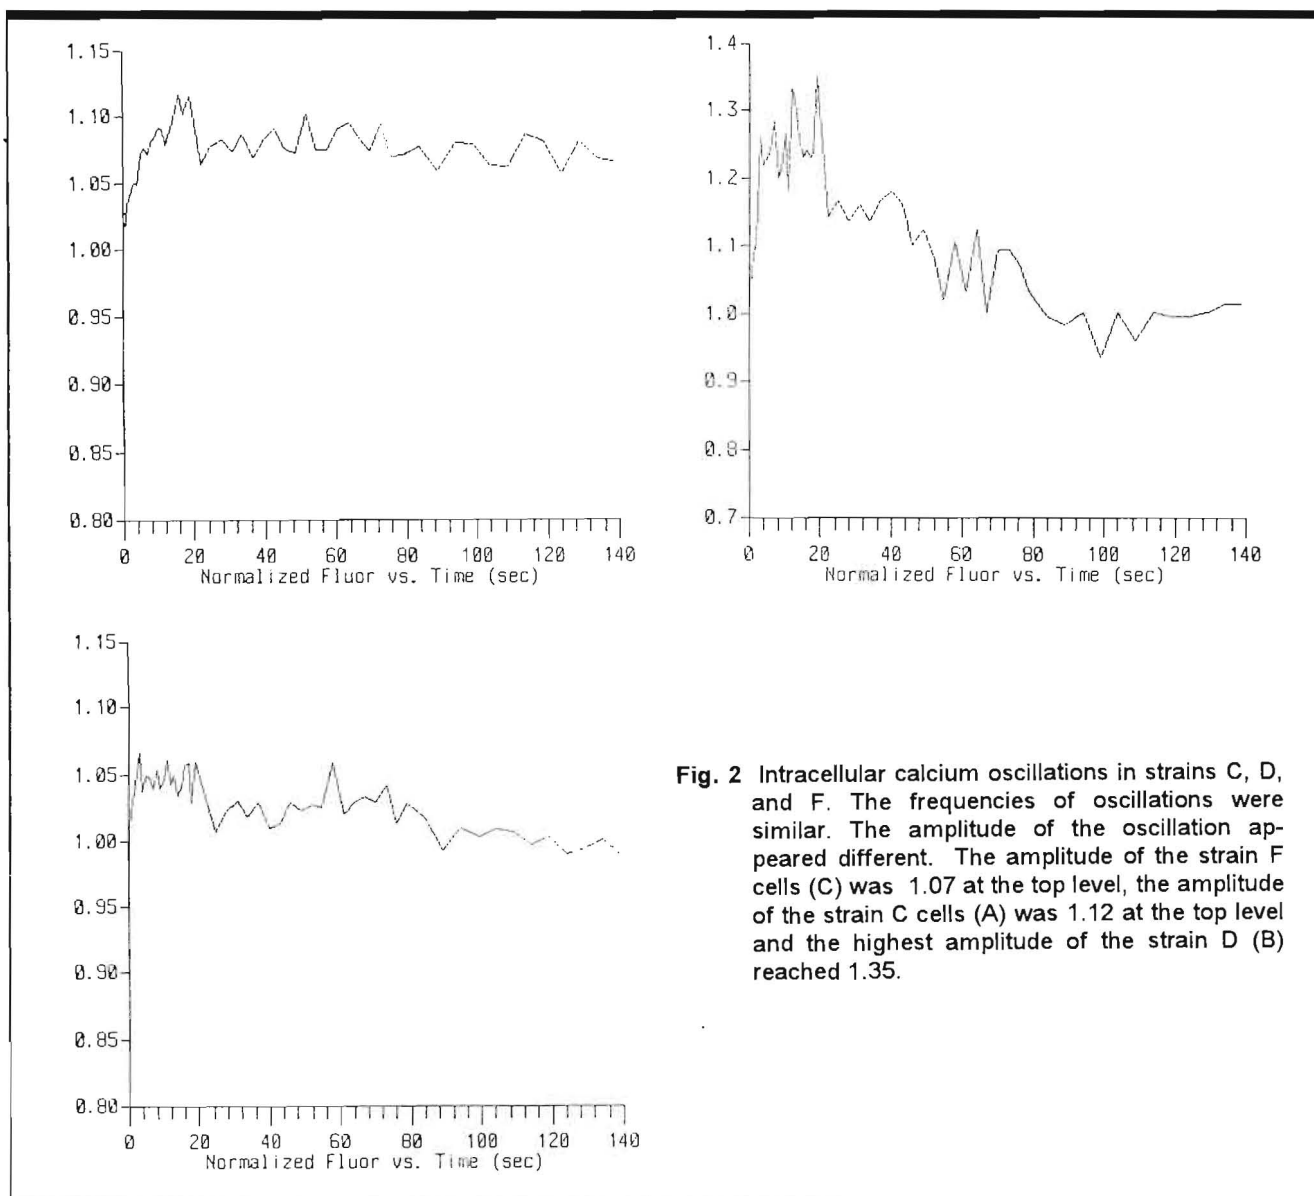 1.15
1.10
1.05
1.00
0.95
0.90
0.85
0.80
0 20 40 60 80 100 120 140
Normalized Fluor vs. Time (sec)
1.4
1.3
1.2
1.1
1.0
0.9
0.8
0.7
0 20 40 60 80 100 120 140
Normalized Fluor vs. Time (sec)
1.15
1.10
1.05
1.00
0.95
0.90
0.85
0.80
0 20 40 60 80 100 120 140
Normalized Fluor vs. Time (sec)
Fig. 2 Intracellular calcium oscillations in strains C, D,
and F. The frequencies of oscillations were
similar. The amplitude of the oscillation ap-
peared different. The amplitude of the strain F
cells (C) was 1.07 at the top level, the amplitude
of the strain C cells (A) was 1.12 at the top level
and the highest amplitude of the strain D (B)
reached 1.35.